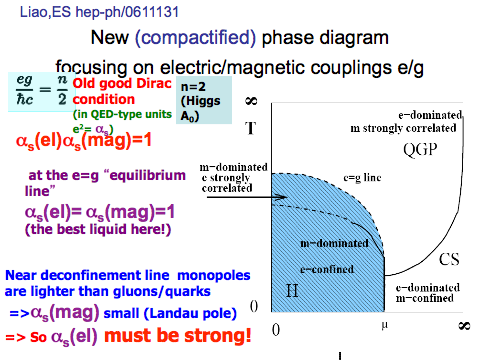 Liao,ES hep-ph/0611131
New (compactified) phase diagram
focusing on electric/magnetic couplings e/g
eg/ħc = n/2
Old good Dirac
condition
(in QED-type units
e²= αs)
n=2
(Higgs
A₀)
αs(el)αs(mag)=1
at the e=g “equilibrium
line”
αs(el)= αs(mag)=1
(the best liquid here!)
Near deconfinement line monopoles
are lighter than gluons/quarks
=>αs(mag) small (Landau pole)
=> So αs(el) must be strong!
∞
T
e-dominated
m strongly correlated
QGP
m-dominated
e strongly
correlated
e=g line
m-dominated
e-confined
H
CS
e-dominated
m-confined
0
0
μ
∞